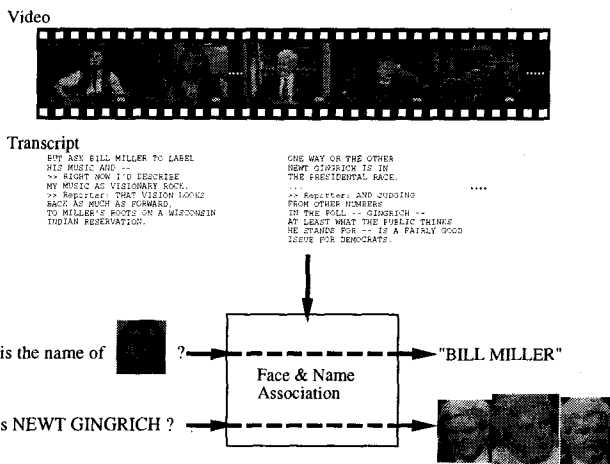 Video
Transcript
BUT ASK BILL MILLER TO LABEL
HIS MUSIC AND --
>> RIGHT NOW I'D DESCRIBE
MY MUSIC AS VISIONARY ROCK.
>> Reporter: THAT VISION LOOKS
BACK AS MUCH AS FORWARD,
TO MILLER'S ROOTS ON A WISCONSIN
INDIAN RESERVATION.
ONE WAY OR THE OTHER
NEWT GINGRICH IS IN
THE PRESIDENTAL RACE.
...
>> Reporter: AND JUDGING
FROM OTHER NUMBERS
IN THE POLL -- GINGRICH --
AT LEAST WHAT THE PUBLIC THINKS
HE STANDS FOR -- IS A FAIRLY GOOD
ISSUE FOR DEMOCRATS.
....
is the name of ?
"BILL MILLER"
Face & Name
Association
s NEWT GINGRICH ?